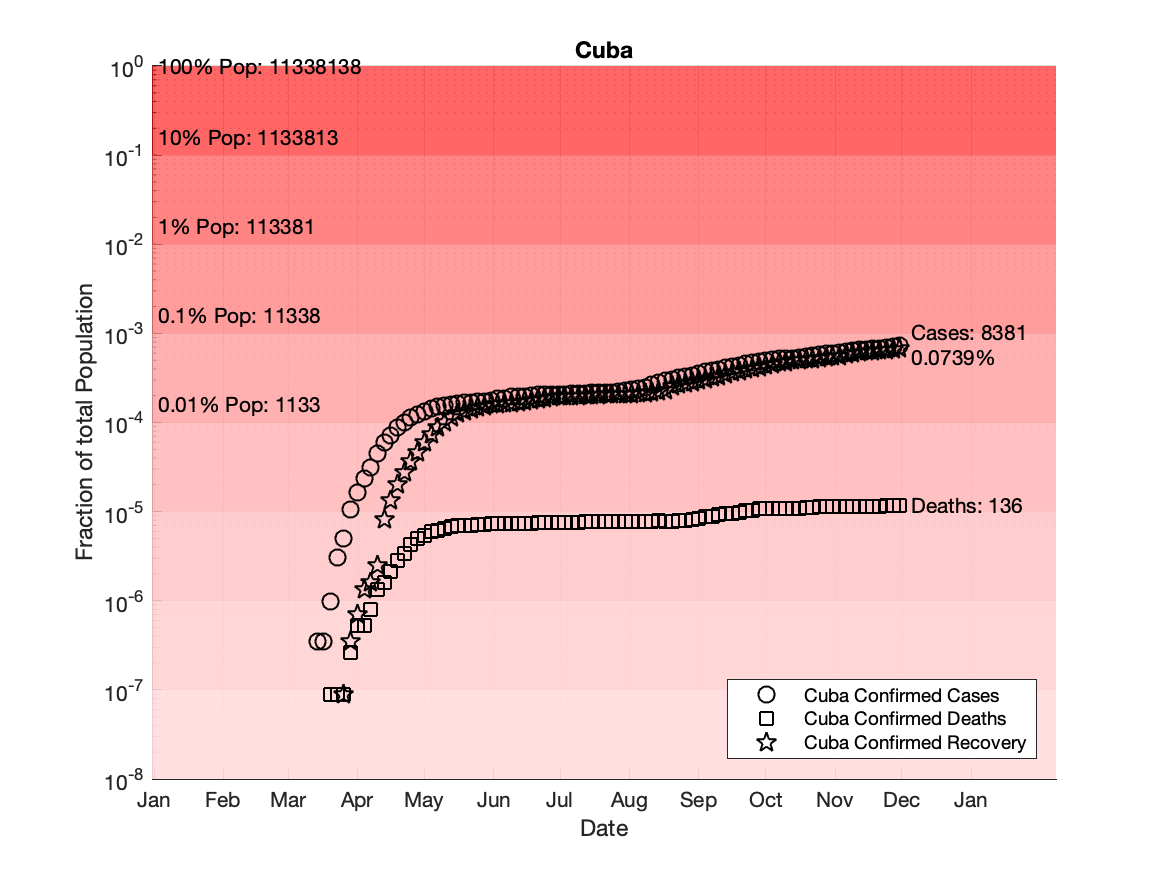 Cuba
10^0
100% Pop: 11338138
10% Pop: 1133813
10^-1
1% Pop: 113381
10^-2
0.1% Pop: 11338
10^-3
Cases: 8381
0.0739%
0.01% Pop: 1133
10^-4
Deaths: 136
10^-5
10^-6
10^-7
10^-8
Fraction of total Population
Cuba Confirmed Cases
Cuba Confirmed Deaths
Cuba Confirmed Recovery
Jan Feb Mar Apr May Jun Jul Aug Sep Oct Nov Dec Jan
Date